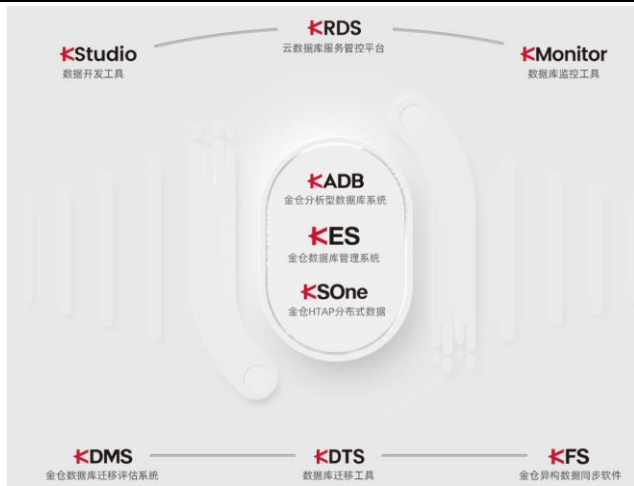 KRDS
云数据库服务管控平台
KStudio
数据开发工具
KMonitor
数据库监控工具
KADB
金仓分析型数据库系统
KES
金仓数据库管理系统
KSOne
金仓HTAP分布式数据
KDMS
金仓数据库迁移评估系统
KDTS
数据库迁移工具
KFS
金仓异构数据同步软件